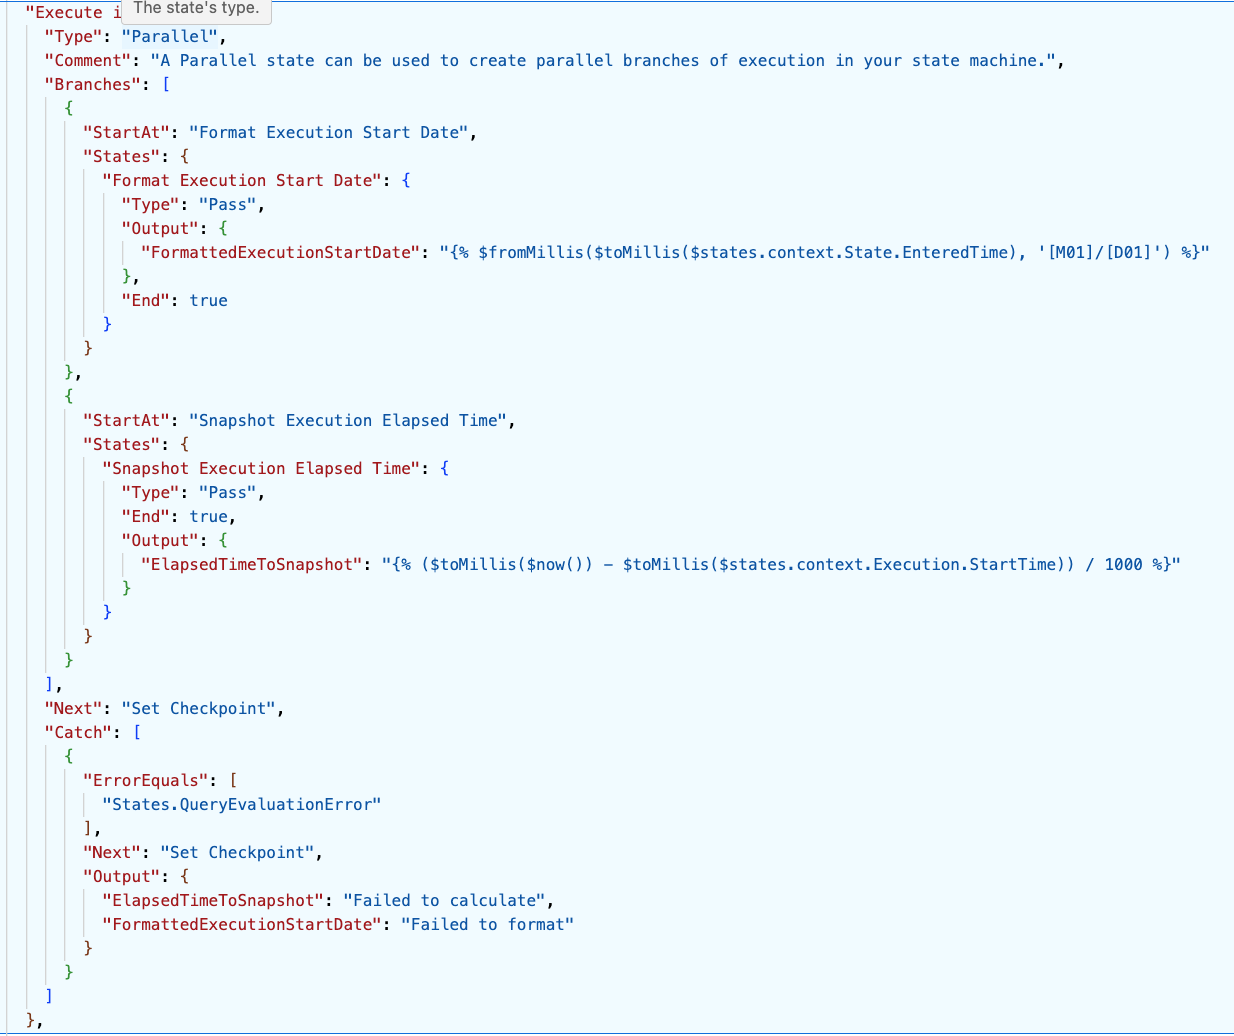 The state's type.
"Execute i
"Type": "Parallel",
"Comment": "A Parallel state can be used to create parallel branches of execution in your state machine.",
"Branches": [
{
"StartAt": "Format Execution Start Date",
"States": {
"Format Execution Start Date": {
"Type": "Pass",
"Output": {
"FormattedExecutionStartDate": "{% $fromMillis($toMillis($states.context.State.EnteredTime), '[M01]/[D01]') %}"
},
"End": true
}
}
},
{
"StartAt": "Snapshot Execution Elapsed Time",
"States": {
"Snapshot Execution Elapsed Time": {
"Type": "Pass",
"End": true,
"Output": {
"ElapsedTimeToSnapshot": "{% ($toMillis($now()) - $toMillis($states.context.Execution.StartTime)) / 1000 %}"
}
}
}
}
],
"Next": "Set Checkpoint",
"Catch": [
{
"ErrorEquals": [
"States.QueryEvaluationError"
],
"Next": "Set Checkpoint",
"Output": {
"ElapsedTimeToSnapshot": "Failed to calculate",
"FormattedExecutionStartDate": "Failed to format"
}
}
]
},